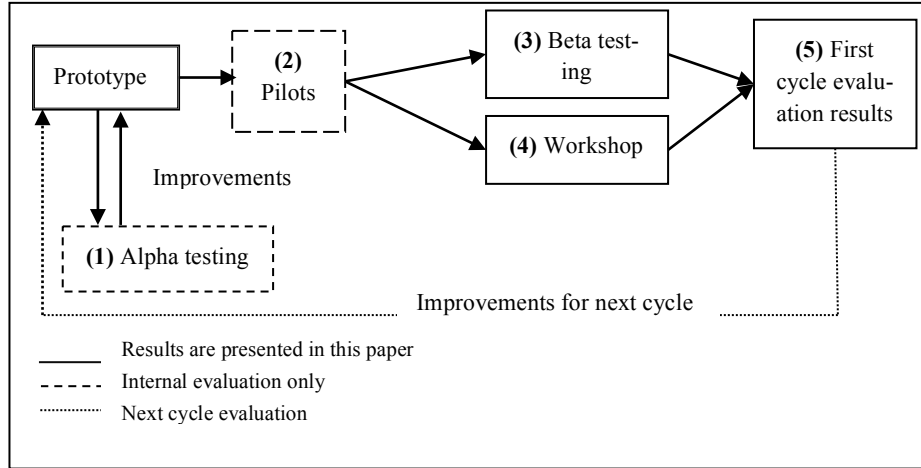 Prototype
(2)
Pilots
(3) Beta test-
ing
(4) Workshop
(5) First
cycle evalu-
ation results
Improvements
(1) Alpha testing
Improvements for next cycle
Results are presented in this paper
Internal evaluation only
Next cycle evaluation